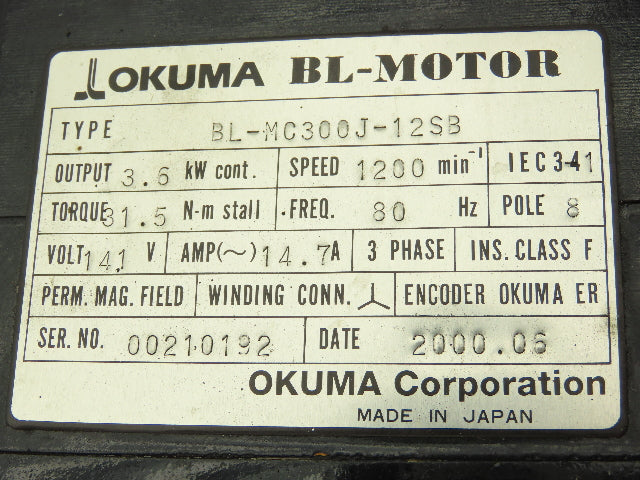 OKUMA BL-MOTOR
TYPE BL-MC300J-12SB
OUTPUT 3.6 kW cont. SPEED 1200 min⁻¹ IEC 34-1
TORQUE 31.5 N-m stall FREQ. 80 Hz POLE 8
VOLT 141 V AMP(~) 14.7A 3 PHASE INS. CLASS F
PERM. MAG. FIELD WINDING CONN. ENCODER OKUMA ER
SER. NO. 00210192 DATE 2000.06
OKUMA Corporation
MADE IN JAPAN